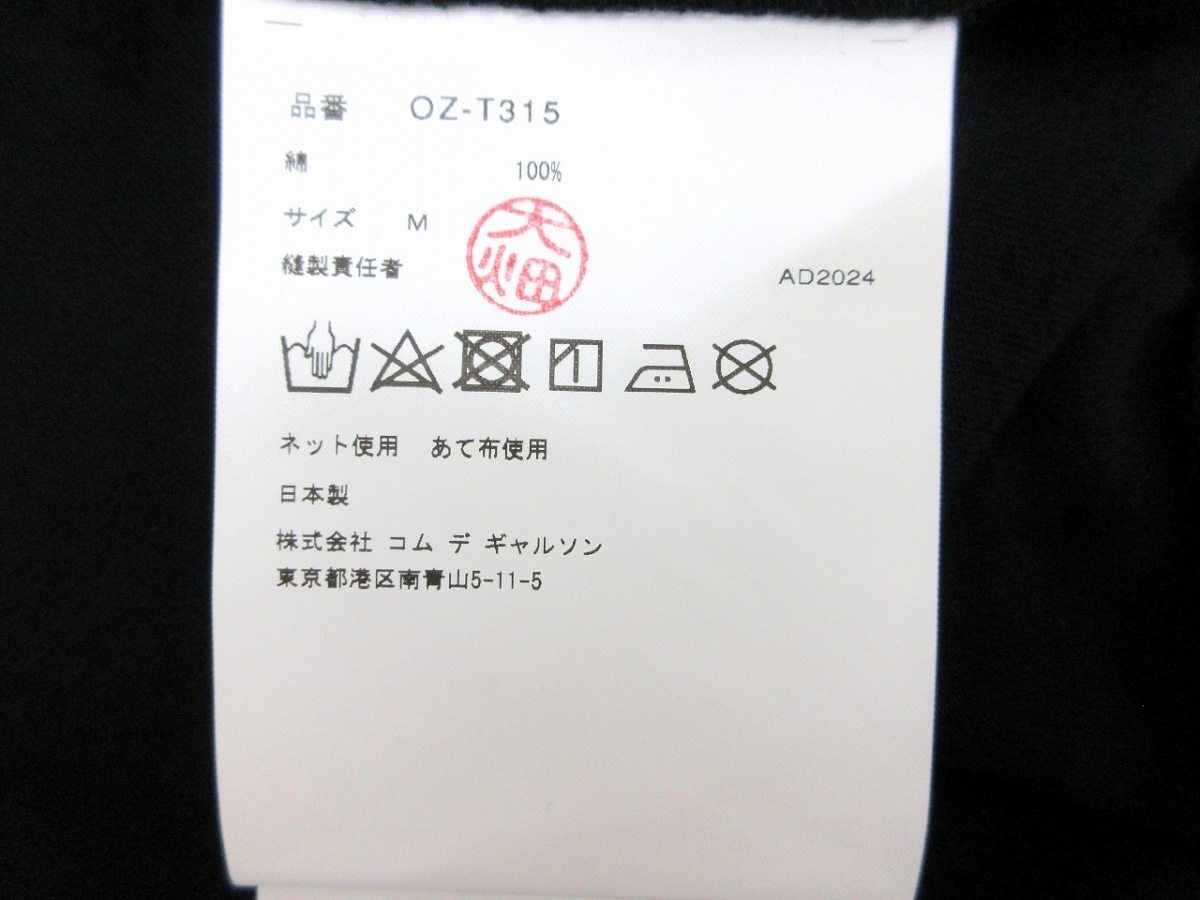 品番 OZ-T315
綿 100%
サイズ M
大畑
縫製責任者
AD2024
ネット使用 あて布使用
日本製
株式会社 コム デ ギャルソン
東京都港区南青山5-11-5